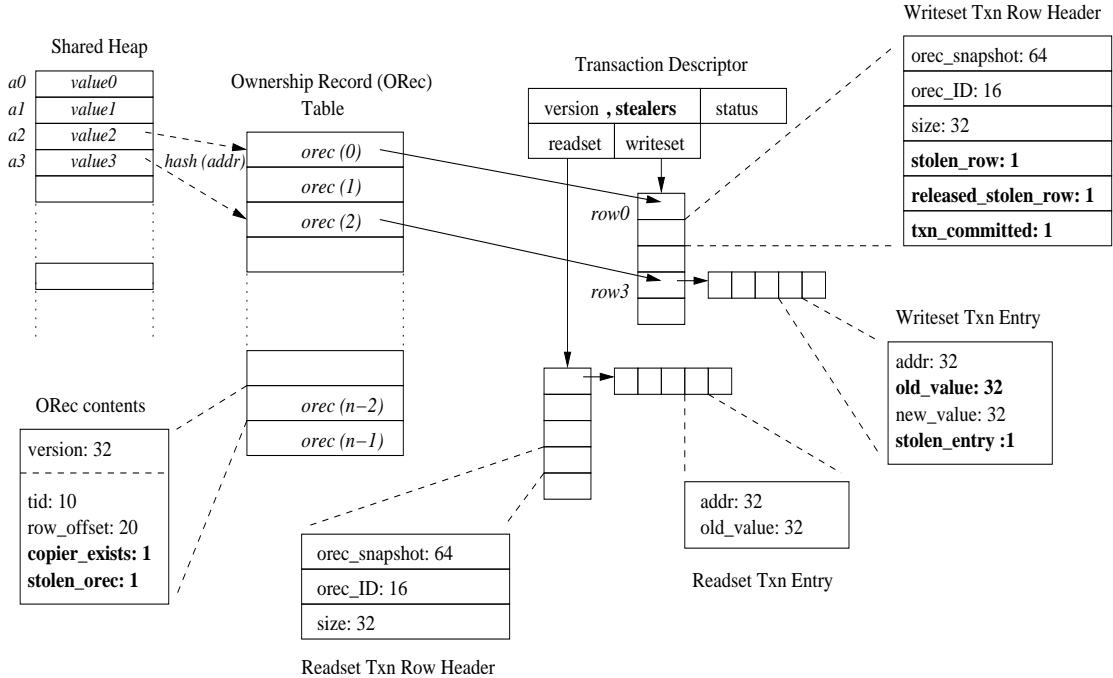 Shared Heap
a0 value0
a1 value1
a2 value2
a3 value3
hash (addr)
Ownership Record (ORec)
Table
orec (0)
orec (1)
orec (2)
orec (n−2)
orec (n−1)
ORec contents
version: 32
tid: 10
row_offset: 20
copier_exists: 1
stolen_orec: 1
Transaction Descriptor
version , stealers status
readset writeset
row0
row3
Writeset Txn Row Header
orec_snapshot: 64
orec_ID: 16
size: 32
stolen_row: 1
released_stolen_row: 1
txn_committed: 1
Writeset Txn Entry
addr: 32
old_value: 32
new_value: 32
stolen_entry :1
addr: 32
old_value: 32
Readset Txn Entry
orec_snapshot: 64
orec_ID: 16
size: 32
Readset Txn Row Header